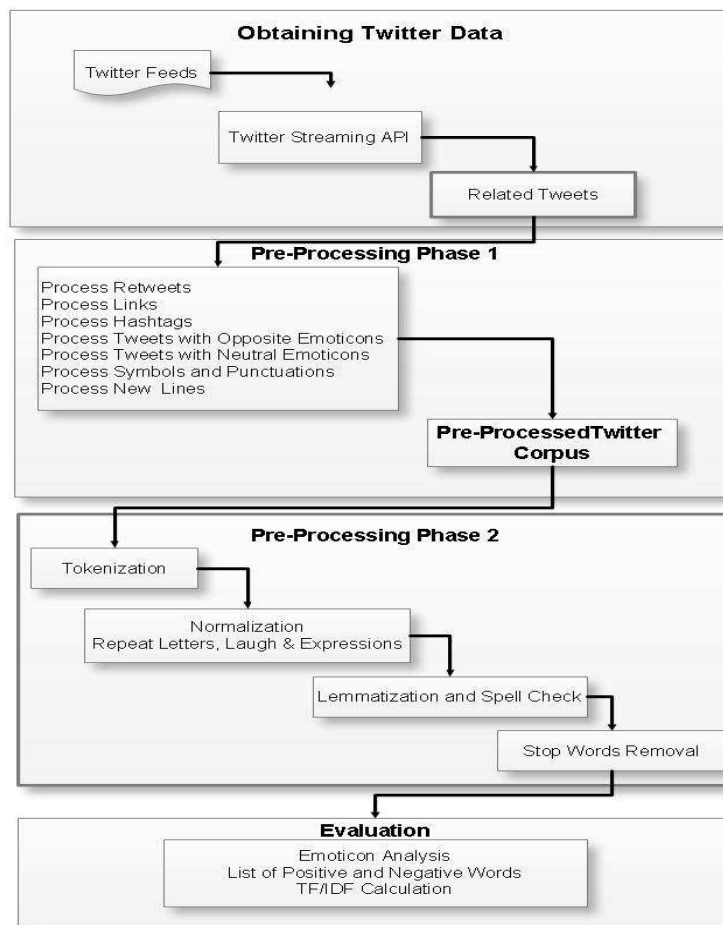 Obtaining Twitter Data
Twitter Feeds
Twitter Streaming API
Related Tweets
Pre-Processing Phase 1
Process Retweets
Process Links
Process Hashtags
Process Tweets with Opposite Emoticons
Process Tweets with Neutral Emoticons
Process Symbols and Punctuations
Process New Lines
Pre-ProcessedTwitter
Corpus
Pre-Processing Phase 2
Tokenization
Normalization
Repeat Letters, Laugh & Expressions
Lemmatization and Spell Check
Stop Words Removal
Evaluation
Emoticon Analysis
List of Positive and Negative Words
TF/IDF Calculation